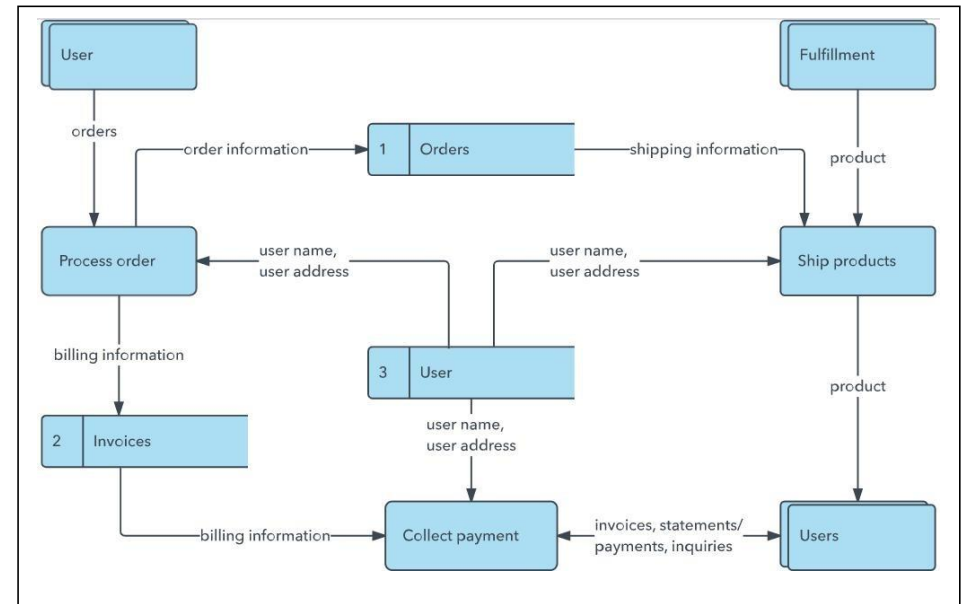 User
Fulfillment
orders
order information
1
Orders
shipping information
product
Process order
user name,
user address
user name,
user address
Ship products
billing information
3
User
product
2
Invoices
user name,
user address
billing information
Collect payment
invoices, statements/
payments, inquiries
Users